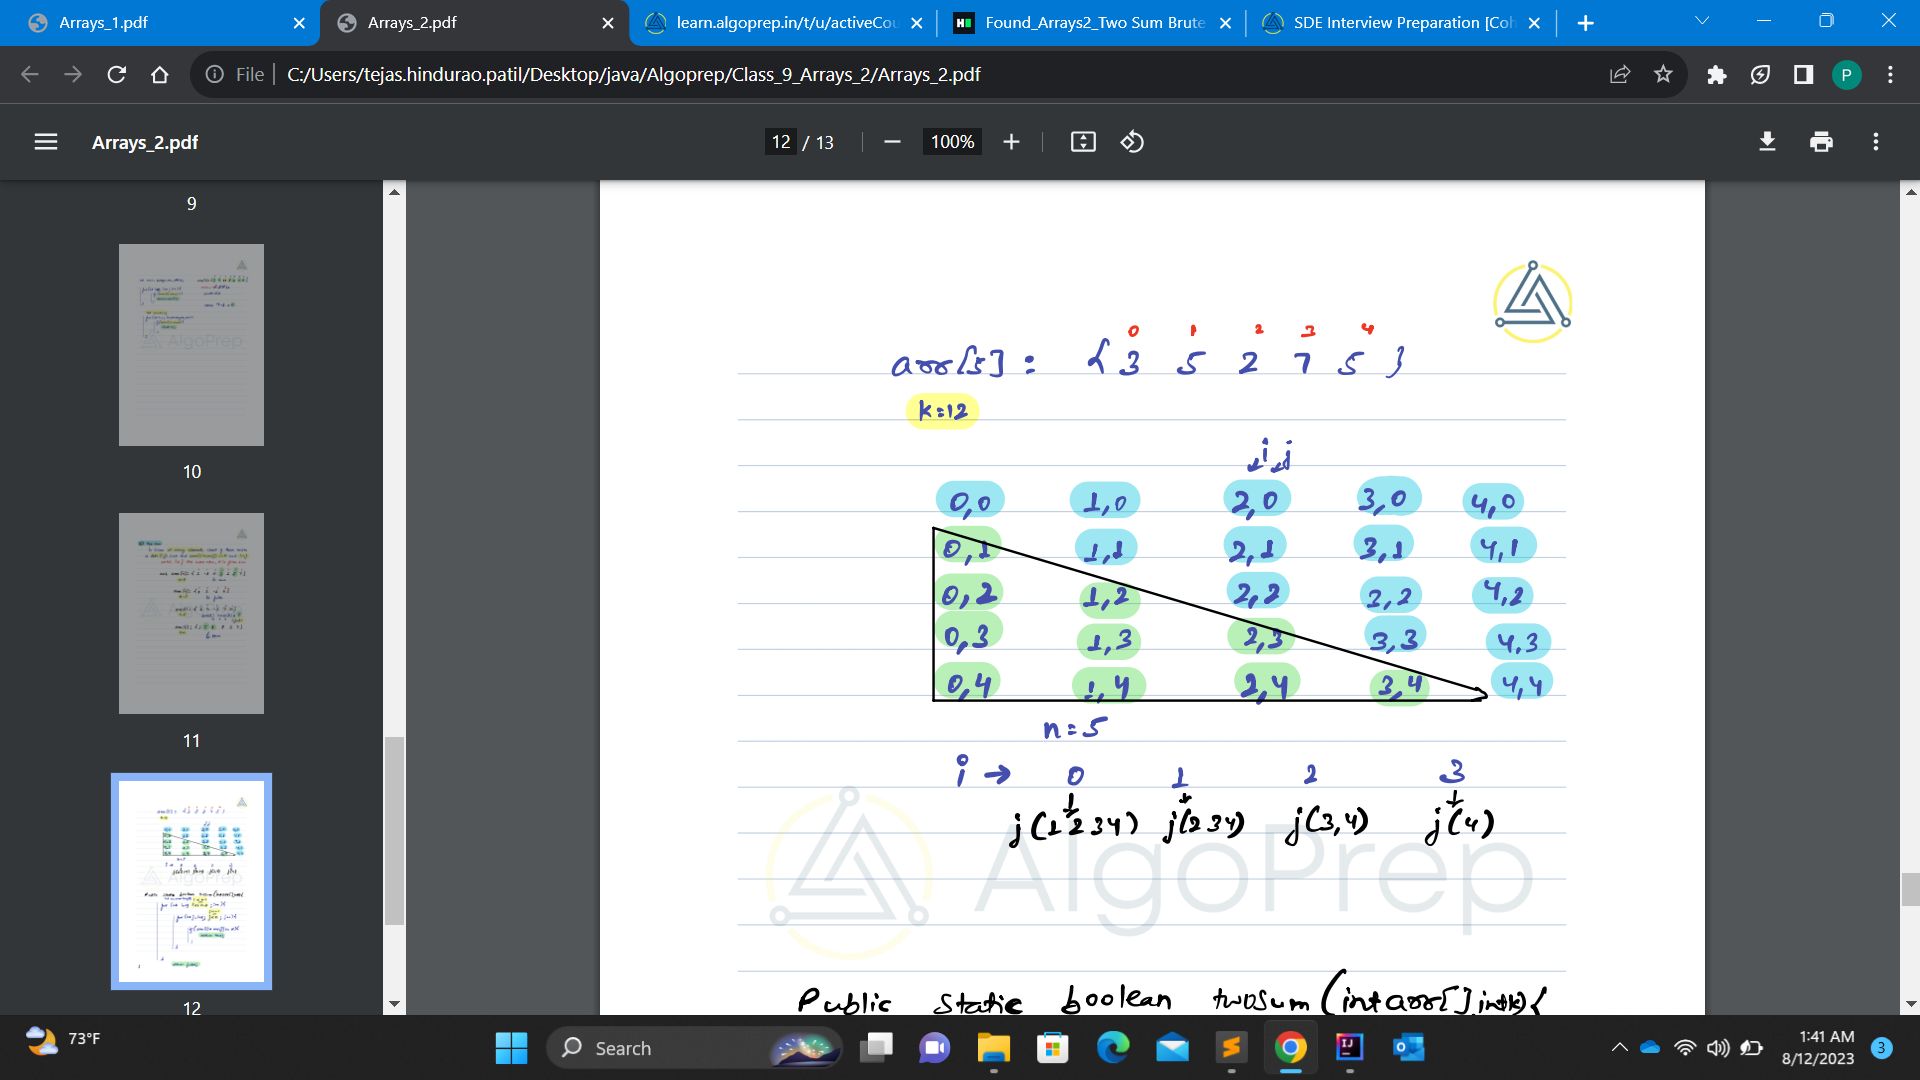 Arrays_1.pdf
Arrays_2.pdf
learn.algoprep.in/t/u/activeCou
Found_Arrays2_Two Sum Brute
SDE Interview Preparation [Coh
File
C:/Users/tejas.hindurao.patil/Desktop/java/Algoprep/Class_9_Arrays_2/Arrays_2.pdf
P
Arrays_2.pdf
12 / 13
100%
9
10
11
12
0 1 2 3 4
arr[5] : { 3 5 2 7 5 }
k=12
i j
0,0 1,0 2,0 3,0 4,0
0,1 1,1 2,1 3,1 4,1
0,2 1,2 2,2 3,2 4,2
0,3 1,3 2,3 3,3 4,3
0,4 1,4 2,4 3,4 4,4
n=5
i → 0 1 2 3
j(1 2 3 4) j(2 3 4) j(3,4) j(4)
AlgoPrep
Public static boolean twoSum(int arr[], int k){
73°F
Search
1:41 AM
8/12/2023
3